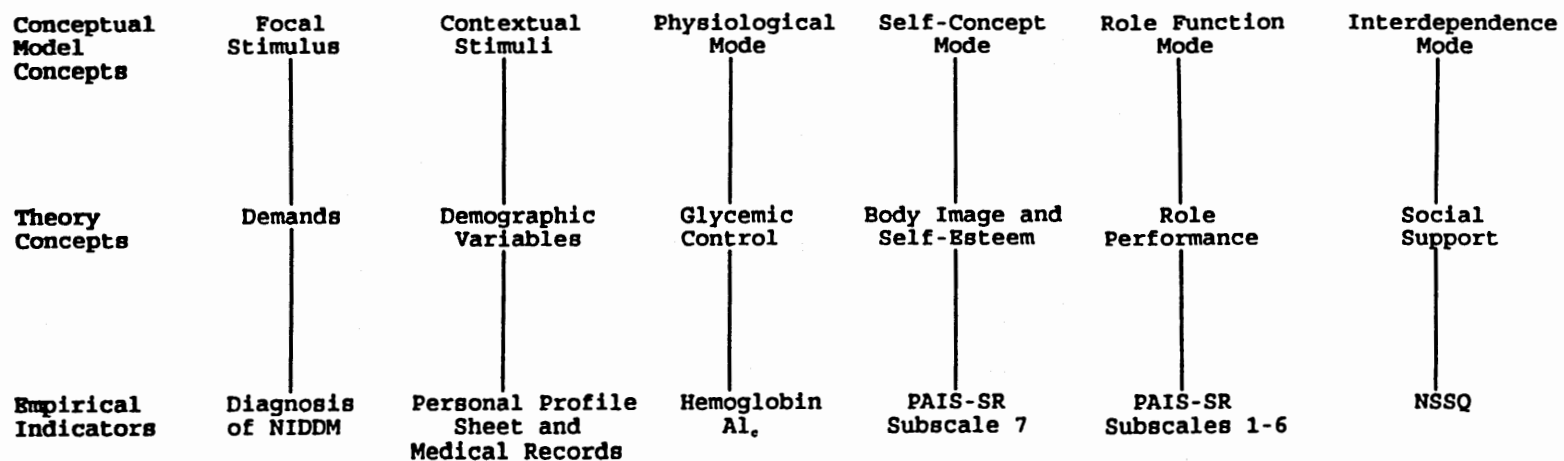 Conceptual Focal Contextual Physiological Self-Concept Role Function Interdependence
Model Stimulus Stimuli Mode Mode Mode Mode
Concepts
Theory Demands Demographic Glycemic Body Image and Role Social
Concepts Variables Control Self-Esteem Performance Support
Empirical Diagnosis Personal Profile Hemoglobin PAIS-SR PAIS-SR NSSQ
Indicators of NIDDM Sheet and Al꜀ Subscale 7 Subscales 1-6
Medical Records